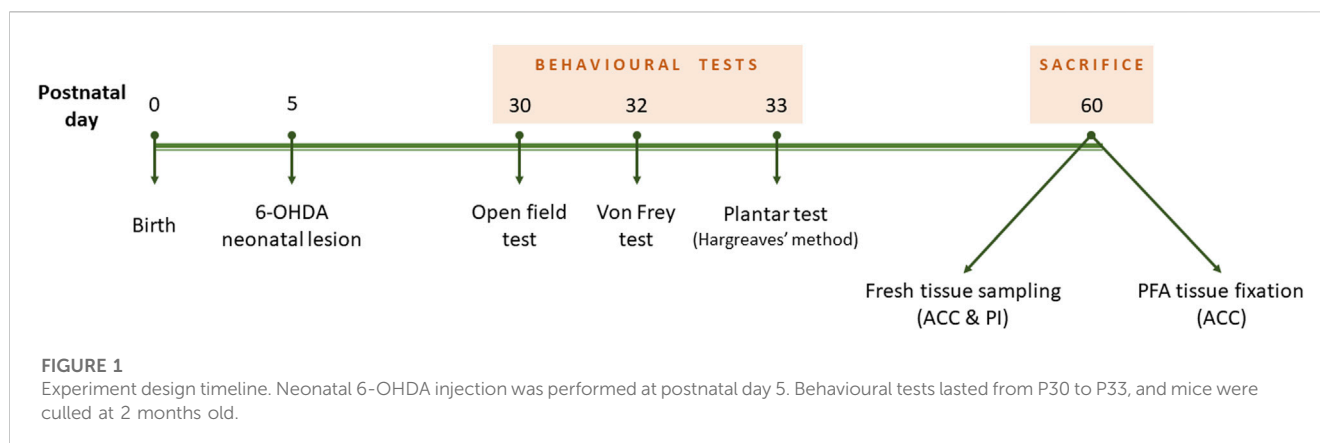 BEHAVIOURAL TESTS
SACRIFICE
Postnatal
day
0
5
30
32
33
60
Birth
6-OHDA
neonatal lesion
Open field
test
Von Frey
test
Plantar test
(Hargreaves' method)
Fresh tissue sampling
(ACC & PI)
PFA tissue fixation
(ACC)
FIGURE 1
Experiment design timeline. Neonatal 6-OHDA injection was performed at postnatal day 5. Behavioural tests lasted from P30 to P33, and mice were
culled at 2 months old.